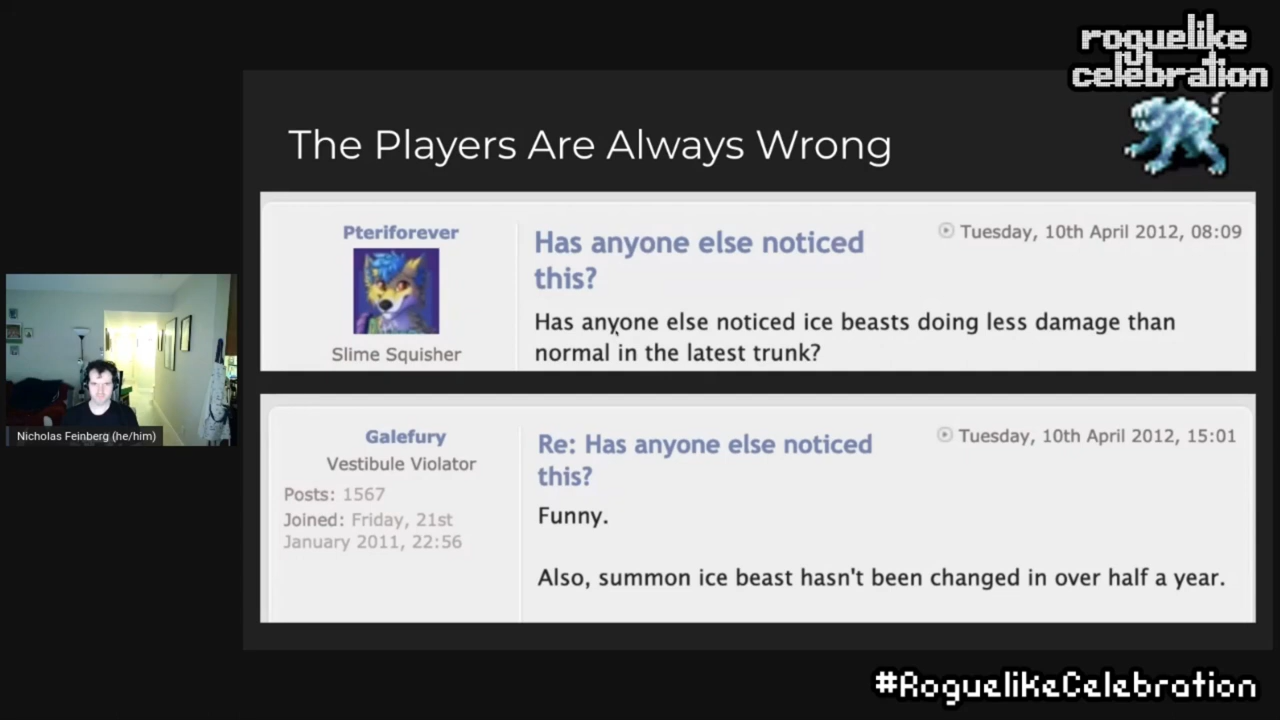 roguelike
celebration
The Players Are Always Wrong
Pteriforever
Slime Squisher
Has anyone else noticed
this?
Tuesday, 10th April 2012, 08:09
Has anyone else noticed ice beasts doing less damage than
normal in the latest trunk?
Nicholas Feinberg (he/him)
Galefury
Vestibule Violator
Posts: 1567
Joined: Friday, 21st
January 2011, 22:56
Re: Has anyone else noticed
this?
Tuesday, 10th April 2012, 15:01
Funny.
Also, summon ice beast hasn't been changed in over half a year.
#RoguelikeCelebration